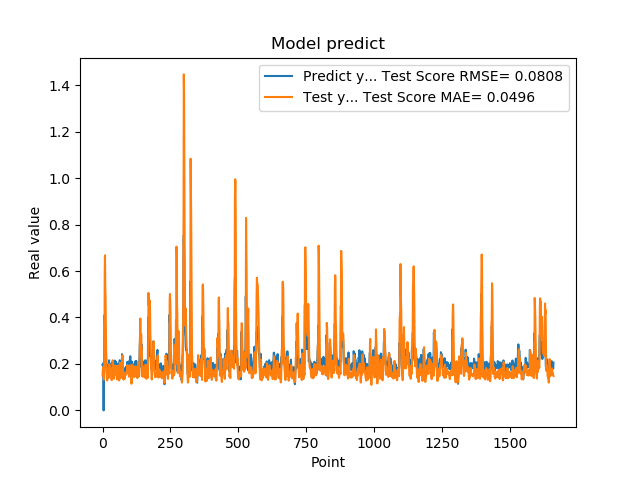 Model predict
Predict y... Test Score RMSE= 0.0808
Test y... Test Score MAE= 0.0496
Real value
1.4
1.2
1.0
0.8
0.6
0.4
0.2
0.0
0 250 500 750 1000 1250 1500
Point